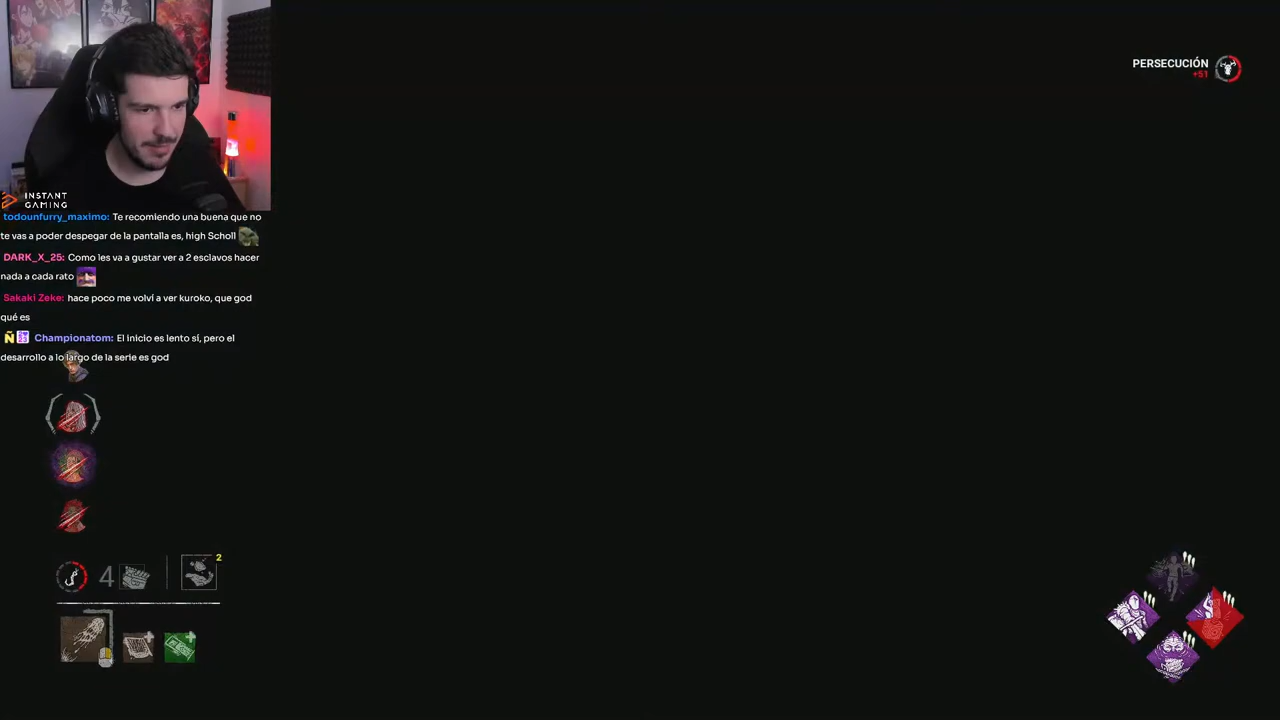 PERSECUCIÓN
+51
INSTANT
GAMING
todounfurry_maximo: Te recomiendo una buena que no
te vas a poder despegar de la pantalla es, high Scholl
DARK_X_25: Como les va a gustar ver a 2 esclavos hacer
nada a cada rato
Sakaki Zeke: hace poco me volvi a ver kuroko, que god
qué es
Ñ Championatom: El inicio es lento sí, pero el
desarrollo a lo largo de la serie es god
4
2